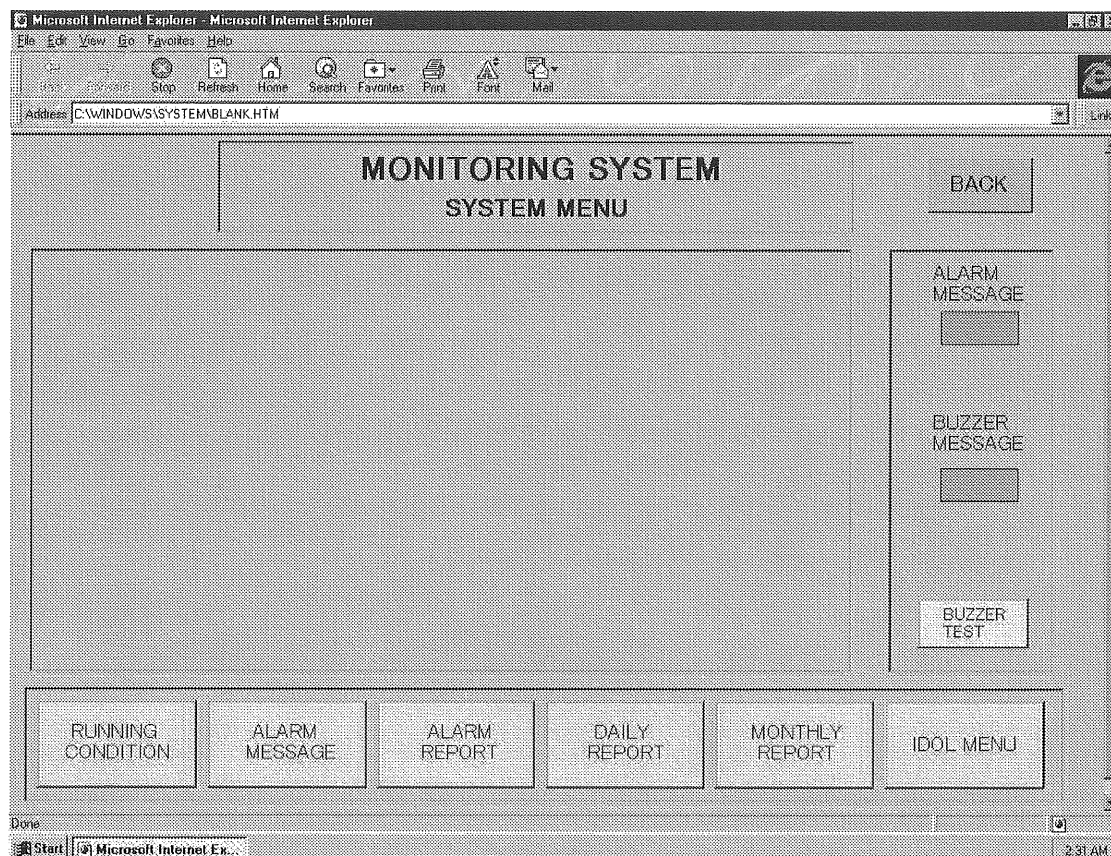 Microsoft Internet Explorer - Microsoft Internet Explorer
File Edit View Go Favorites Help
Stop Refresh Home Search Favorites Print Font Mail
Address C:\WINDOWS\SYSTEM\BLANK.HTM
MONITORING SYSTEM
SYSTEM MENU
BACK
ALARM
MESSAGE
BUZZER
MESSAGE
BUZZER
TEST
RUNNING
CONDITION
ALARM
MESSAGE
ALARM
REPORT
DAILY
REPORT
MONTHLY
REPORT
IDOL MENU
Done
Start Microsoft Internet Ex...
2:31 AM